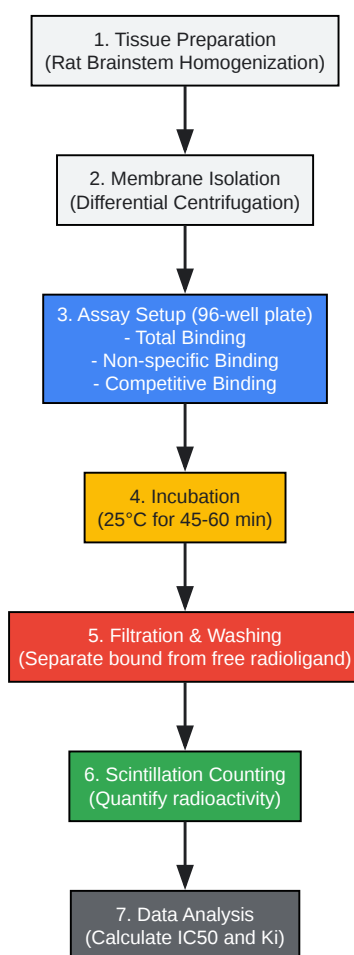 1. Tissue Preparation
(Rat Brainstem Homogenization)
2. Membrane Isolation
(Differential Centrifugation)
3. Assay Setup (96-well plate)
- Total Binding
- Non-specific Binding
- Competitive Binding
4. Incubation
(25°C for 45-60 min)
5. Filtration & Washing
(Separate bound from free radioligand)
6. Scintillation Counting
(Quantify radioactivity)
7. Data Analysis
(Calculate IC50 and Ki)